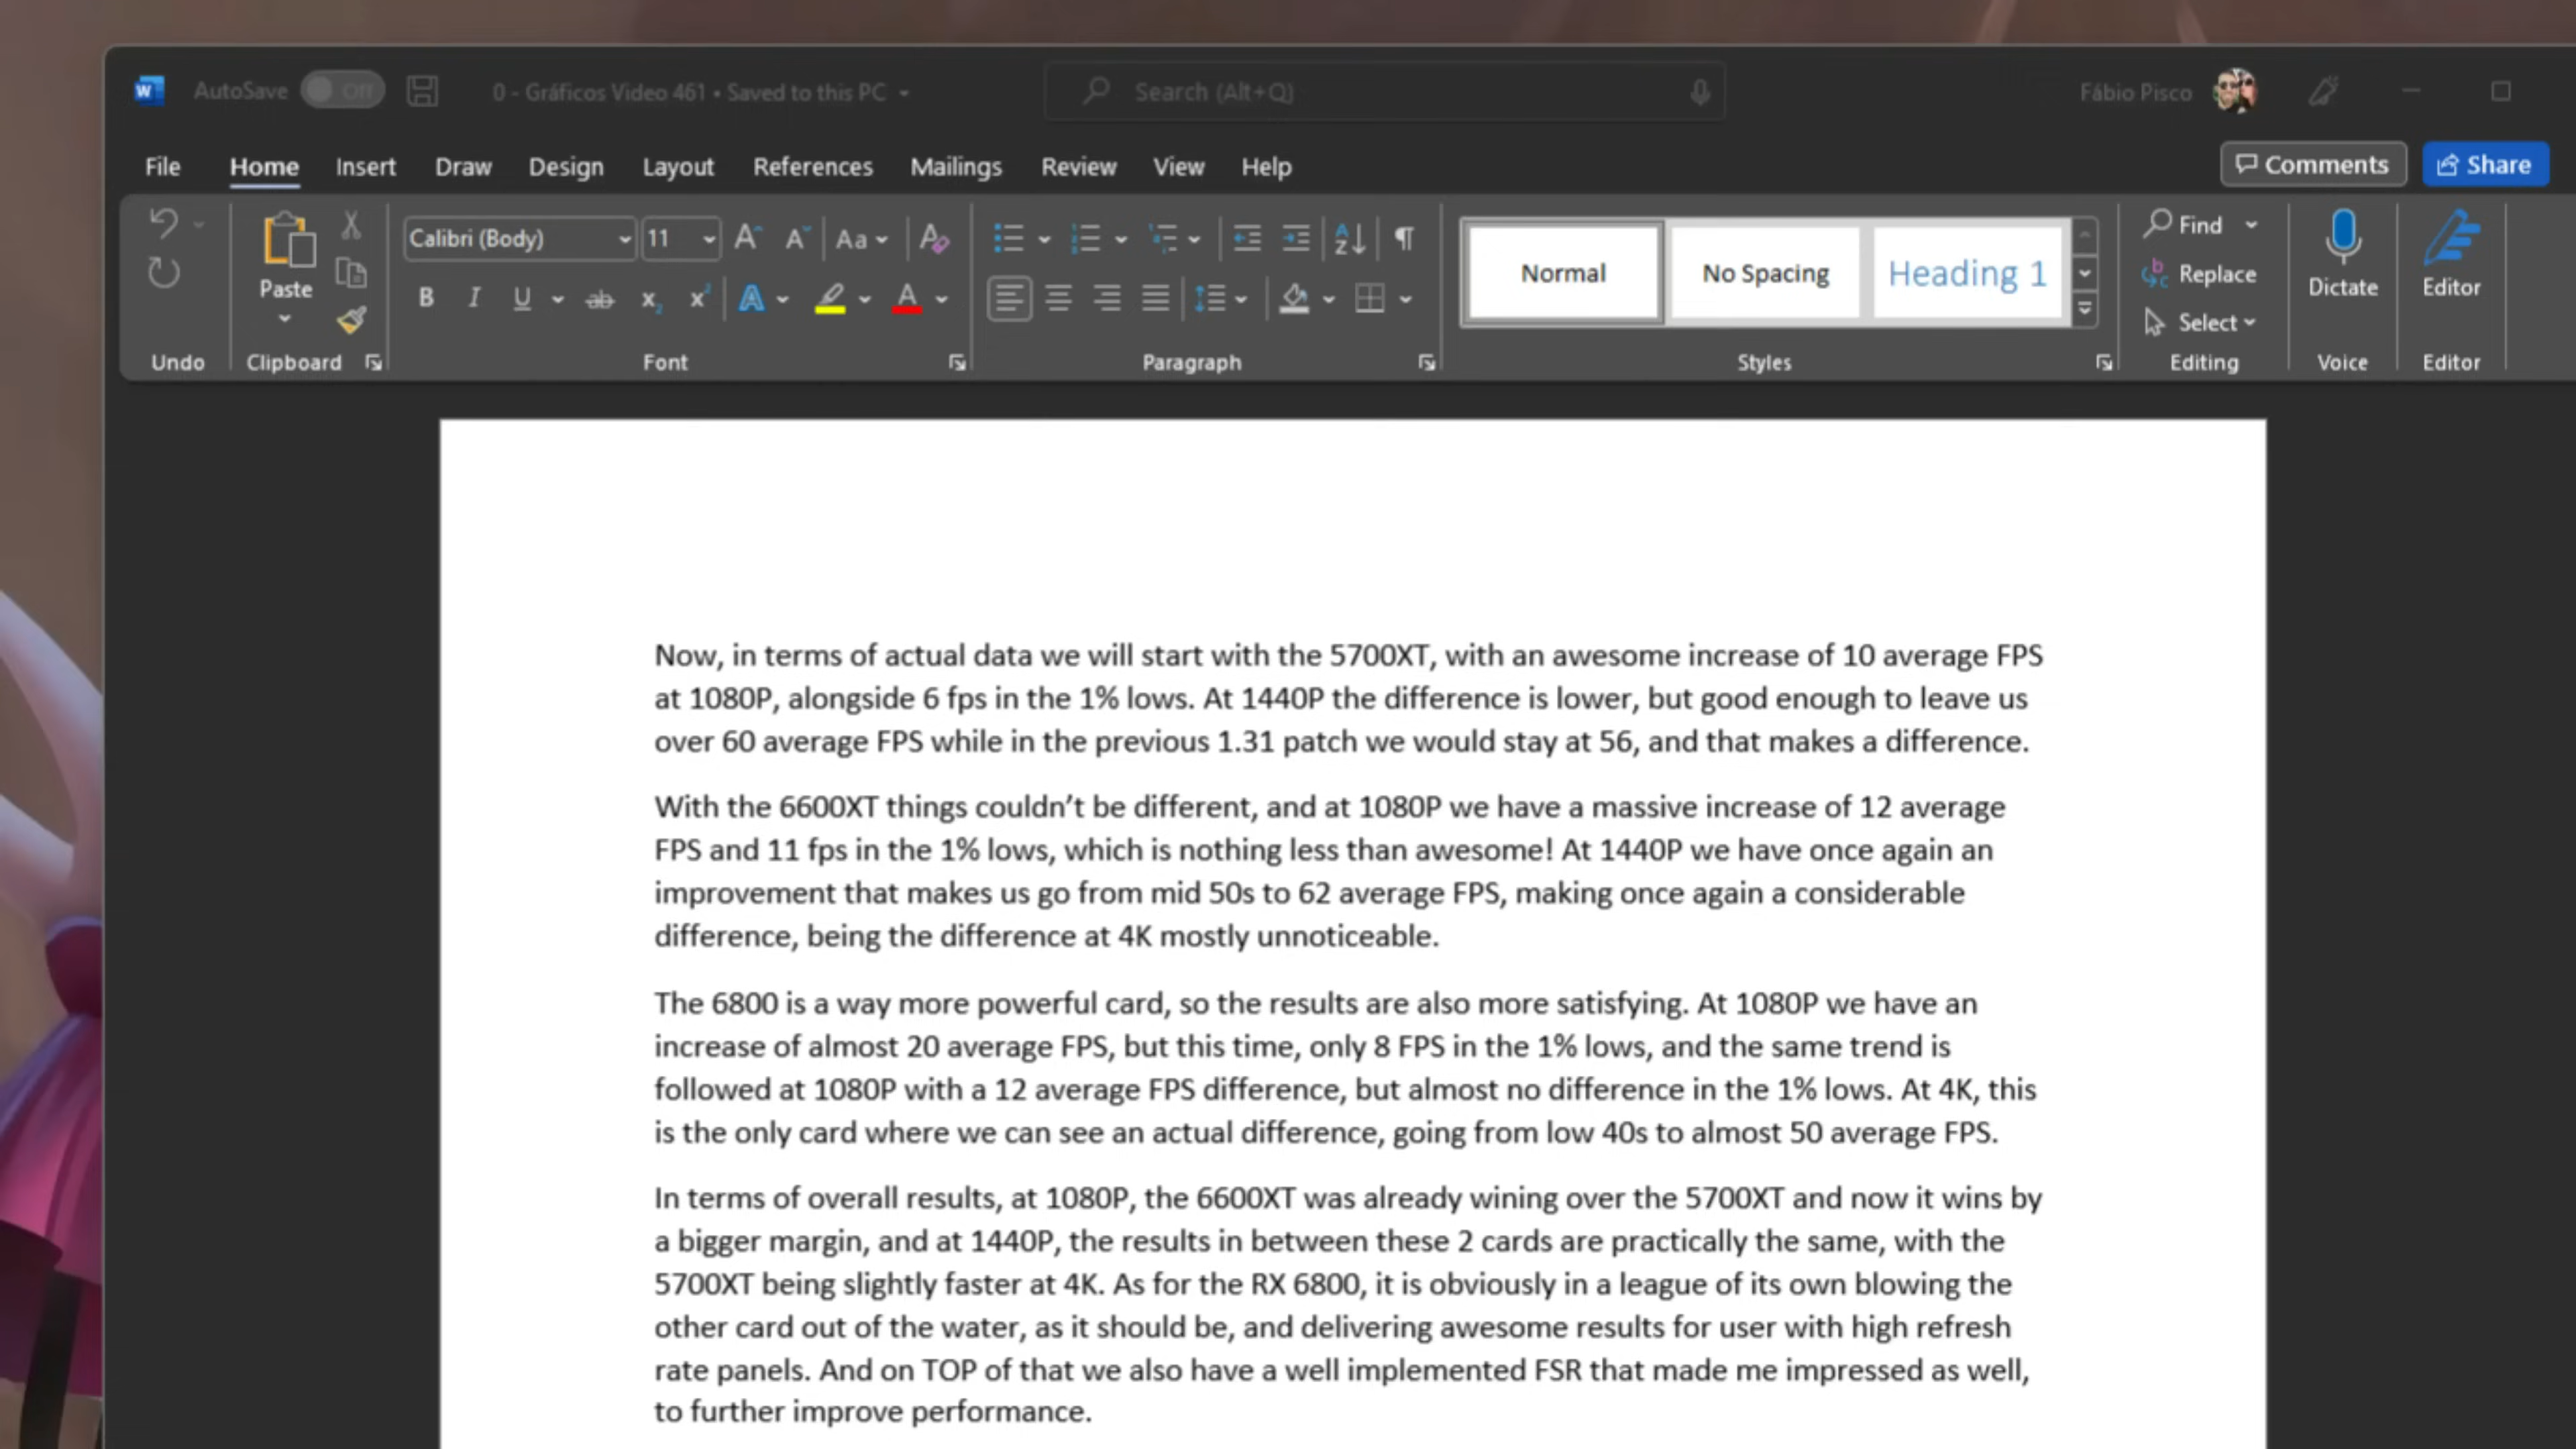 AutoSave Off 0 - Gráficos Video 461 • Saved to this PC Search (Alt+Q) Fábio Pisco
File Home Insert Draw Design Layout References Mailings Review View Help Comments Share
Calibri (Body) 11 Aa Normal No Spacing Heading 1 Find
Paste Replace Dictate Editor
B I U ab x2 x2 A A Select
Undo Clipboard Font Paragraph Styles Editing Voice Editor
Now, in terms of actual data we will start with the 5700XT, with an awesome increase of 10 average FPS
at 1080P, alongside 6 fps in the 1% lows. At 1440P the difference is lower, but good enough to leave us
over 60 average FPS while in the previous 1.31 patch we would stay at 56, and that makes a difference.
With the 6600XT things couldn’t be different, and at 1080P we have a massive increase of 12 average
FPS and 11 fps in the 1% lows, which is nothing less than awesome! At 1440P we have once again an
improvement that makes us go from mid 50s to 62 average FPS, making once again a considerable
difference, being the difference at 4K mostly unnoticeable.
The 6800 is a way more powerful card, so the results are also more satisfying. At 1080P we have an
increase of almost 20 average FPS, but this time, only 8 FPS in the 1% lows, and the same trend is
followed at 1080P with a 12 average FPS difference, but almost no difference in the 1% lows. At 4K, this
is the only card where we can see an actual difference, going from low 40s to almost 50 average FPS.
In terms of overall results, at 1080P, the 6600XT was already wining over the 5700XT and now it wins by
a bigger margin, and at 1440P, the results in between these 2 cards are practically the same, with the
5700XT being slightly faster at 4K. As for the RX 6800, it is obviously in a league of its own blowing the
other card out of the water, as it should be, and delivering awesome results for user with high refresh
rate panels. And on TOP of that we also have a well implemented FSR that made me impressed as well,
to further improve performance.